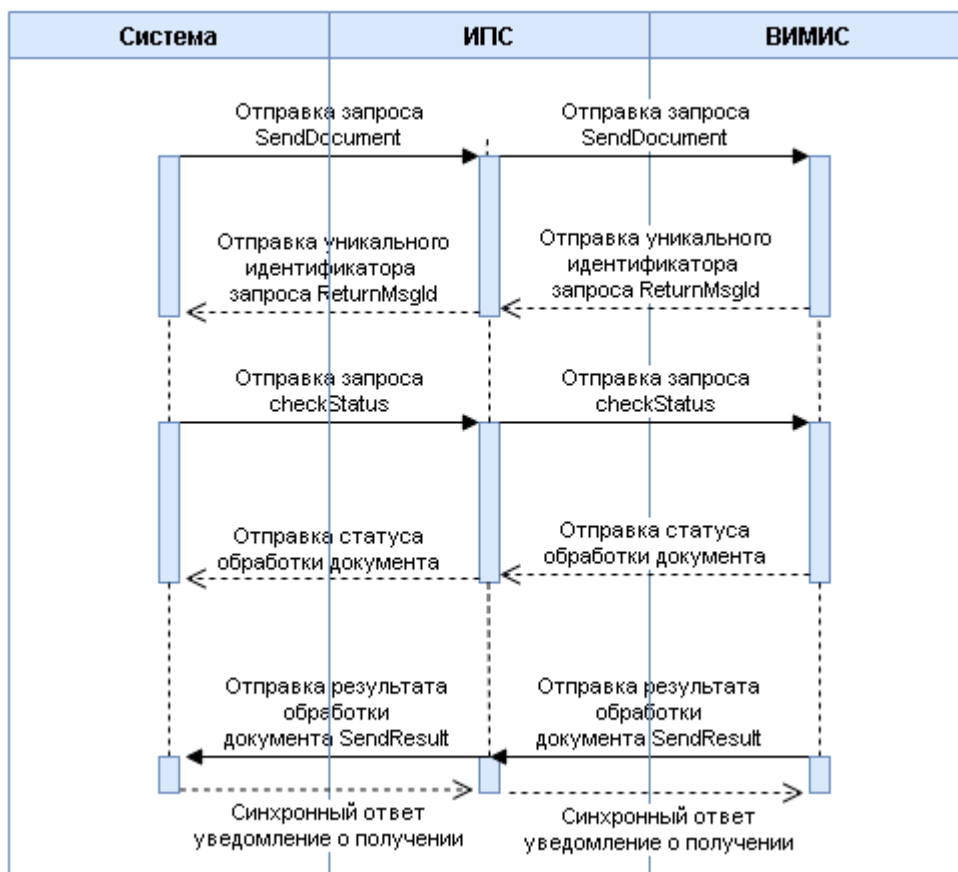 Система
ИПС
ВИМИС
Отправка запроса
SendDocument
Отправка запроса
SendDocument
Отправка уникального
идентификатора
запроса ReturnMsgId
Отправка уникального
идентификатора
запроса ReturnMsgId
Отправка запроса
checkStatus
Отправка запроса
checkStatus
Отправка статуса
обработки документа
Отправка статуса
обработки документа
Отправка результата
обработки
документа SendResult
Отправка результата
обработки
документа SendResult
Синхронный ответ
уведомление о получении
Синхронный ответ
уведомление о получении